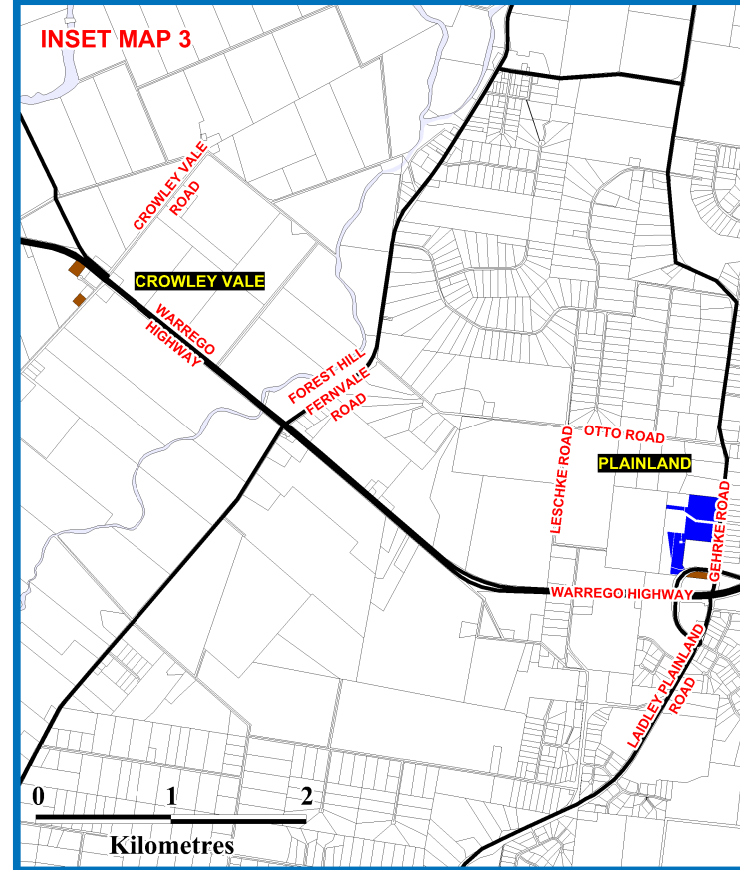 INSET MAP 3
CROWLEY VALE
ROAD
CROWLEY VALE
WARREGO
HIGHWAY
FOREST HILL
FERNVALE
ROAD
OTTO ROAD
LESCHKE ROAD
PLAINLAND
GEHRKE ROAD
WARREGO HIGHWAY
LAIDLEY PLAINLAND
ROAD
0 1 2
Kilometres